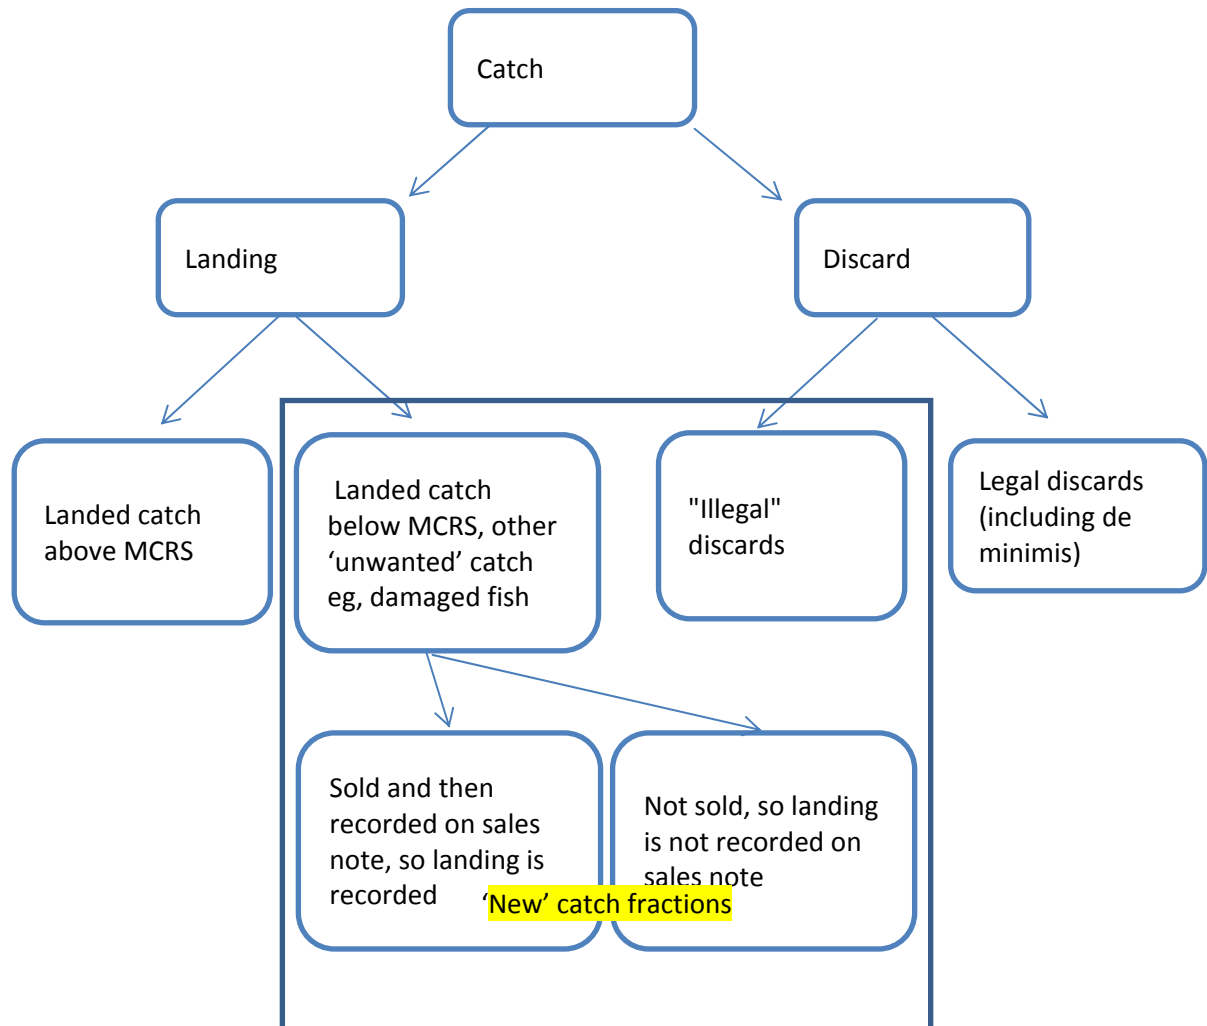 Catch
Landing
Discard
Landed catch
above MCRS
Landed catch
below MCRS, other
‘unwanted’ catch
eg, damaged fish
"Illegal"
discards
Legal discards
(including de
minimis)
Sold and then
recorded on sales
note, so landing is
recorded
Not sold, so landing
is not recorded on
sales note
‘New’ catch fractions